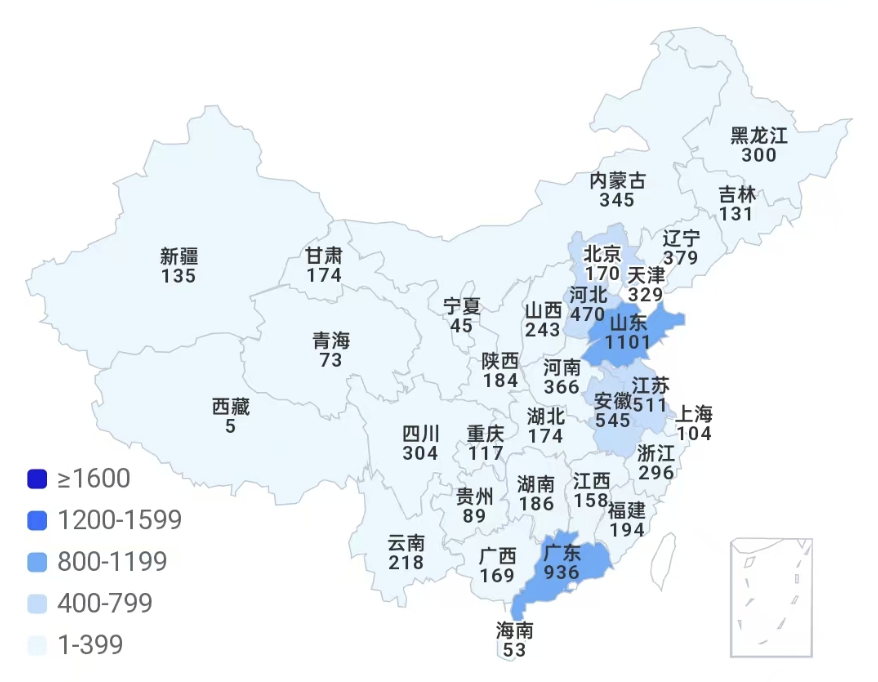 黑龙江
300
内蒙古
345
吉林
131
辽宁
379
新疆
135
甘肃
174
北京
170
天津
329
河北
470
宁夏
45
山西
243
山东
1101
青海
73
陕西
184
河南
366
江苏
511
安徽
545
西藏
5
上海
104
湖北
174
四川
304
重庆
117
浙江
296
江西
158
湖南
186
贵州
89
福建
194
云南
218
广西
169
广东
936
海南
53
≥1600
1200-1599
800-1199
400-799
1-399